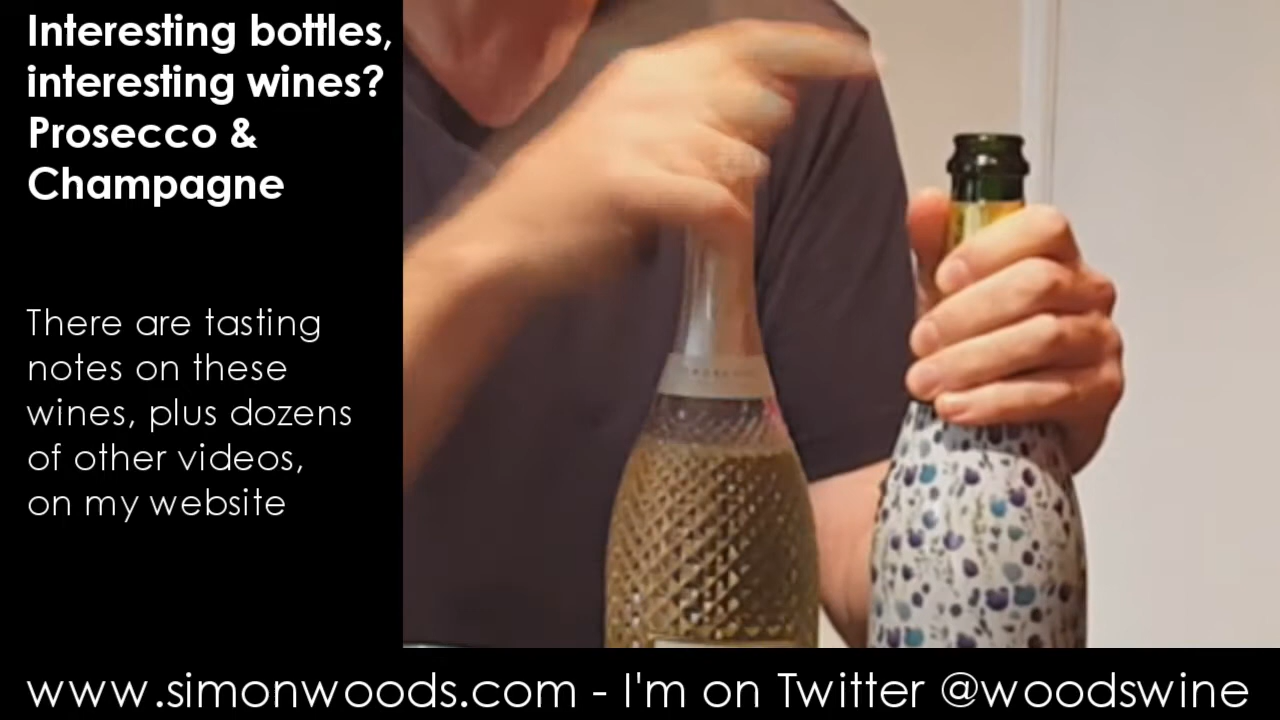 Interesting bottles,
interesting wines?
Prosecco &
Champagne
There are tasting
notes on these
wines, plus dozens
of other videos,
on my website
www.simonwoods.com - I'm on Twitter @woodswine